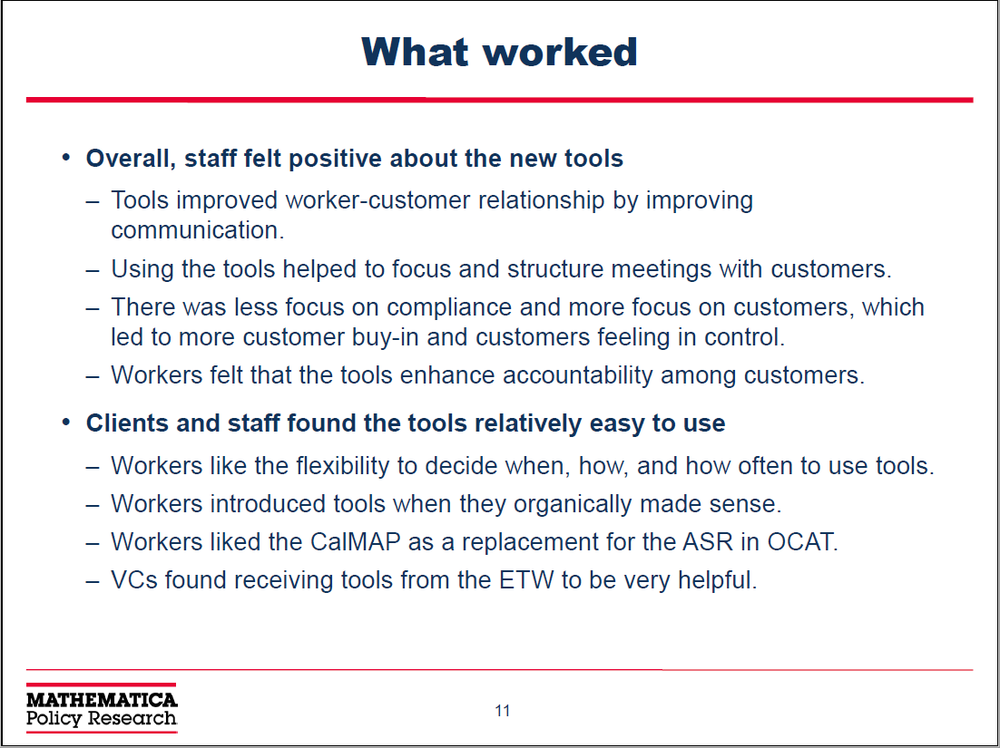 What worked
• Overall, staff felt positive about the new tools
– Tools improved worker-customer relationship by improving
communication.
– Using the tools helped to focus and structure meetings with customers.
– There was less focus on compliance and more focus on customers, which
led to more customer buy-in and customers feeling in control.
– Workers felt that the tools enhance accountability among customers.
• Clients and staff found the tools relatively easy to use
– Workers like the flexibility to decide when, how, and how often to use tools.
– Workers introduced tools when they organically made sense.
– Workers liked the CalMAP as a replacement for the ASR in OCAT.
– VCs found receiving tools from the ETW to be very helpful.
MATHEMATICA
Policy Research
11